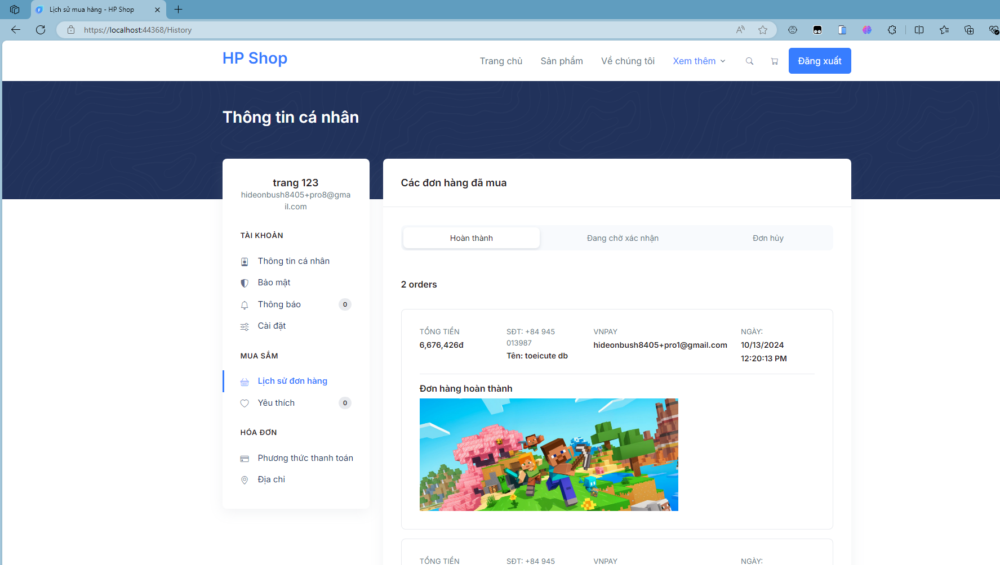 Lịch sử mua hàng - HP Shop
https://localhost:44368/History
HP Shop
Trang chủ
Sản phẩm
Về chúng tôi
Xem thêm
Đăng xuất
Thông tin cá nhân
trang 123
hideonbush8405+pro8@gma
il.com
TÀI KHOẢN
Thông tin cá nhân
Bảo mật
Thông báo
0
Cài đặt
MUA SẮM
Lịch sử đơn hàng
Yêu thích
0
HÓA ĐƠN
Phương thức thanh toán
Địa chỉ
Các đơn hàng đã mua
Hoàn thành
Đang chờ xác nhận
Đơn hủy
2 orders
TỔNG TIỀN
6,676,426đ
SĐT: +84 945
013987
Tên: toeicute db
VNPAY
hideonbush8405+pro1@gmail.com
NGÀY:
10/13/2024
12:20:13 PM
Đơn hàng hoàn thành
TỔNG TIỀN
SĐT: +84 945
VNPAY
NGÀY: